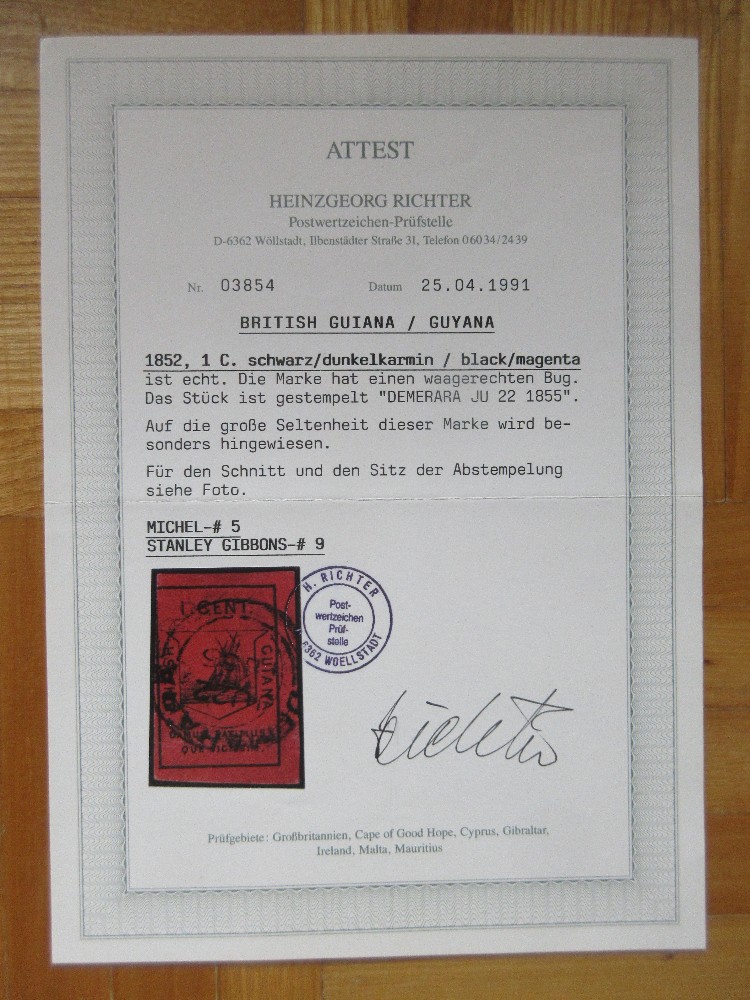 ATTEST
HEINZGEORG RICHTER
Postwertzeichen-Prüfstelle
D-6362 Wöllstadt, Ilbenstädter Straße 31, Telefon 06034/2439
Nr. 03854 Datum 25.04.1991
BRITISH GUIANA / GUYANA
1852, 1 C. schwarz/dunkelkarmin / black/magenta
ist echt. Die Marke hat einen waagerechten Bug.
Das Stück ist gestempelt "DEMERARA JU 22 1855".
Auf die große Seltenheit dieser Marke wird be-
sonders hingewiesen.
Für den Schnitt und den Sitz der Abstempelung
siehe Foto.
MICHEL-# 5
STANLEY GIBBONS-# 9
CENT.
GUIANA.
H. RICHTER
Post-
wertzeichen
Prüf-
stelle
6362 WOELLSTADT
Richter
Prüfgebiete: Großbritannien, Cape of Good Hope, Cyprus, Gibraltar,
Ireland, Malta, Mauritius